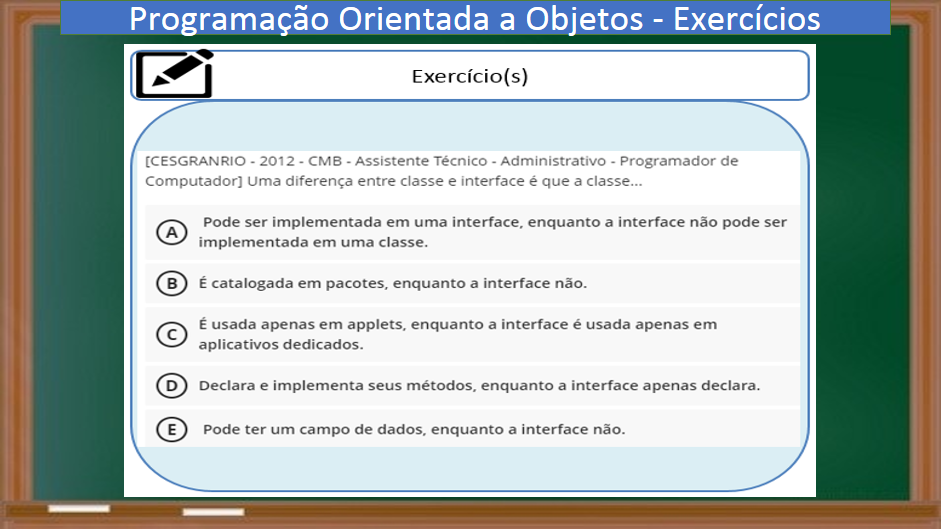 Programação Orientada a Objetos - Exercícios
Exercício(s)
[CESGRANRIO - 2012 - CMB - Assistente Técnico - Administrativo - Programador de
Computador] Uma diferença entre classe e interface é que a classe...
A Pode ser implementada em uma interface, enquanto a interface não pode ser
implementada em uma classe.
B É catalogada em pacotes, enquanto a interface não.
C É usada apenas em applets, enquanto a interface é usada apenas em
aplicativos dedicados.
D Declara e implementa seus métodos, enquanto a interface apenas declara.
E Pode ter um campo de dados, enquanto a interface não.